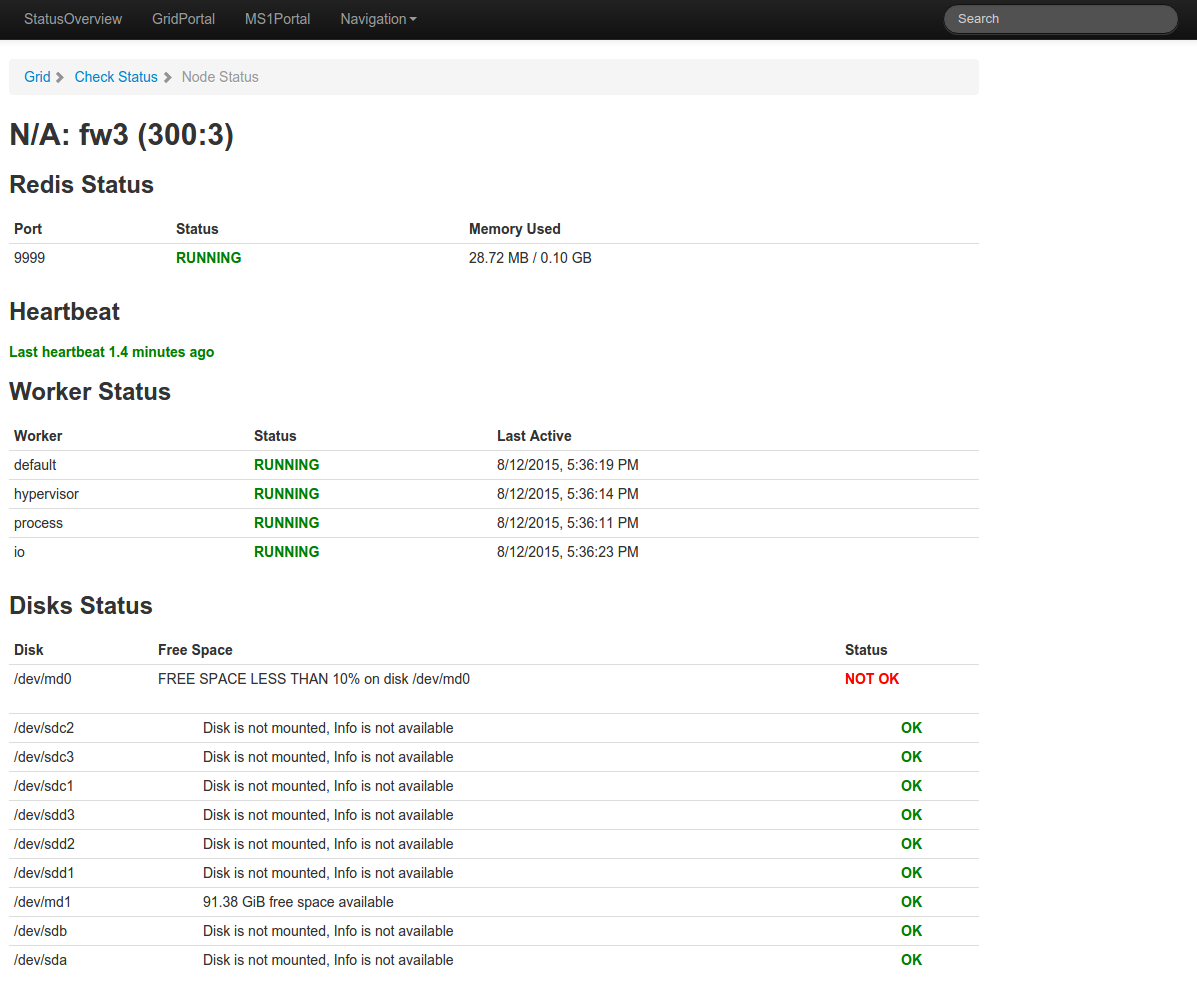 StatusOverview GridPortal MS1Portal Navigation Search
Grid Check Status Node Status
N/A: fw3 (300:3)
Redis Status
Port Status Memory Used
9999 RUNNING 28.72 MB / 0.10 GB
Heartbeat
Last heartbeat 1.4 minutes ago
Worker Status
Worker Status Last Active
default RUNNING 8/12/2015, 5:36:19 PM
hypervisor RUNNING 8/12/2015, 5:36:14 PM
process RUNNING 8/12/2015, 5:36:11 PM
io RUNNING 8/12/2015, 5:36:23 PM
Disks Status
Disk Free Space Status
/dev/md0 FREE SPACE LESS THAN 10% on disk /dev/md0 NOT OK
/dev/sdc2 Disk is not mounted, Info is not available OK
/dev/sdc3 Disk is not mounted, Info is not available OK
/dev/sdc1 Disk is not mounted, Info is not available OK
/dev/sdd3 Disk is not mounted, Info is not available OK
/dev/sdd2 Disk is not mounted, Info is not available OK
/dev/sdd1 Disk is not mounted, Info is not available OK
/dev/md1 91.38 GiB free space available OK
/dev/sdb Disk is not mounted, Info is not available OK
/dev/sda Disk is not mounted, Info is not available OK